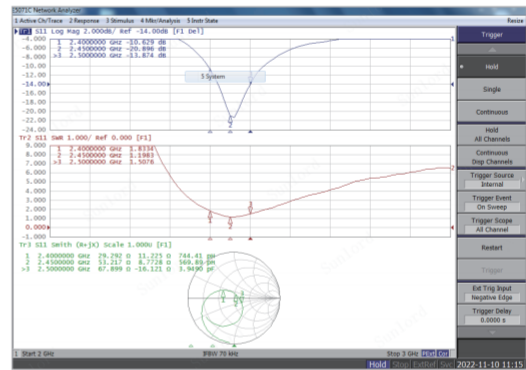 E071C Network Analyzer
1 Active Ch/Trace 2 Response 3 Stimulus 4 Mkr/Analysis 5 Instr State
Resize
Tr1 S11 Log Mag 2.000dB/ Ref -14.00dB [F1 Del]
-4.000
-6.000
-8.000
-10.00
-12.00
-14.00
-16.00
-18.00
-20.00
-22.00
-24.00
1 2.4000000 GHz -10.629 dB
2 2.4500000 GHz -20.896 dB
>3 2.5000000 GHz -13.874 dB
5 System
Tr2 S11 SWR 1.000/ Ref 0.000 [F1]
9.000
8.000
7.000
6.000
5.000
4.000
3.000
2.000
1.000
0.000
-1.000
1 2.4000000 GHz 1.8334
2 2.4500000 GHz 1.1983
>3 2.5000000 GHz 1.5076
Tr3 S11 Smith (R+jX) Scale 1.000U [F1]
1 2.4000000 GHz 29.292 Ω 11.225 Ω 744.41 pH
2 2.4500000 GHz 53.217 Ω 8.7728 Ω 569.89 pH
>3 2.5000000 GHz 67.899 Ω -16.121 Ω 3.9490 pF
1 Start 2 GHz
IFBW 70 kHz
Stop 3 GHz
Cor
Trigger
Hold
Single
Continuous
Hold
All Channels
Continuous
Disp Channels
Trigger Source
Internal
Trigger Event
On Sweep
Trigger Scope
All Channel
Restart
Trigger
Ext Trig Input
Negative Edge
Trigger Delay
0.0000 s
Hold Stop ExtRef Svc 2022-11-10 11:15